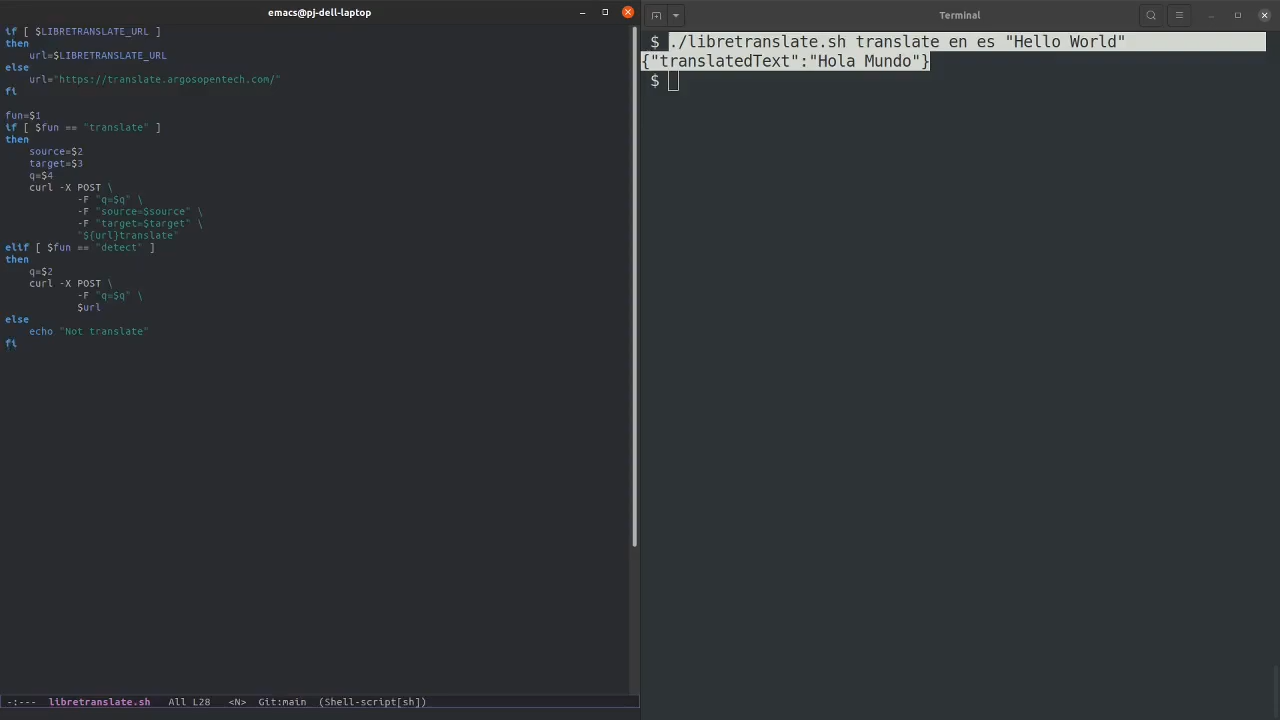 emacs@pj-dell-laptop
if [ $LIBRETRANSLATE_URL ]
then
    url=$LIBRETRANSLATE_URL
else
    url="https://translate.argosopentech.com/"
fi
fun=$1
if [ $fun == "translate" ]
then
    source=$2
    target=$3
    q=$4
    curl -X POST \
            -F "q=$q" \
            -F "source=$source" \
            -F "target=$target" \
            "${url}translate"
elif [ $fun == "detect" ]
then
    q=$2
    curl -X POST \
            -F "q=$q" \
            $url
else
    echo "Not translate"
fi
-:--- libretranslate.sh All L28 <N> Git:main (Shell-script[sh])
Terminal
$ ./libretranslate.sh translate en es "Hello World"
{"translatedText":"Hola Mundo"}
$